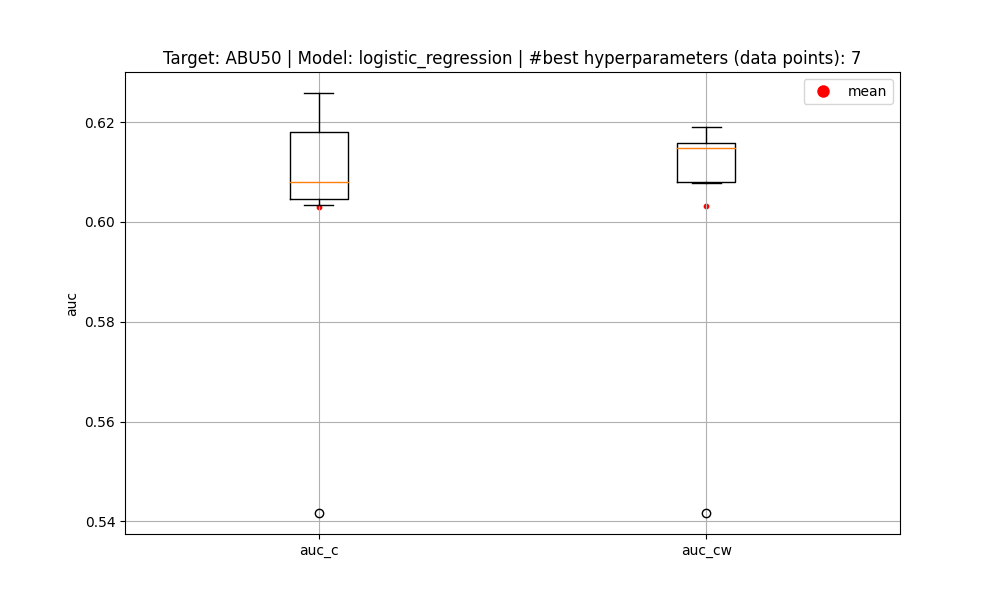 Target: ABU50 | Model: logistic_regression | #best hyperparameters (data points): 7
mean
0.62
0.60
0.58
0.56
0.54
auc
auc_c
auc_cw